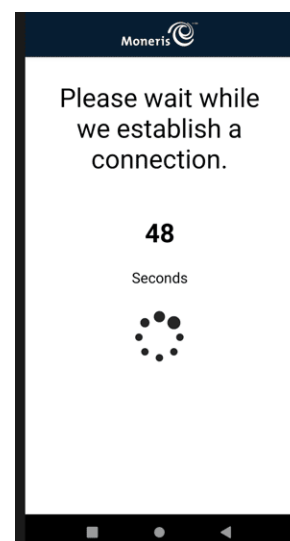 Moneris
Please wait while
we establish a
connection.
48
Seconds